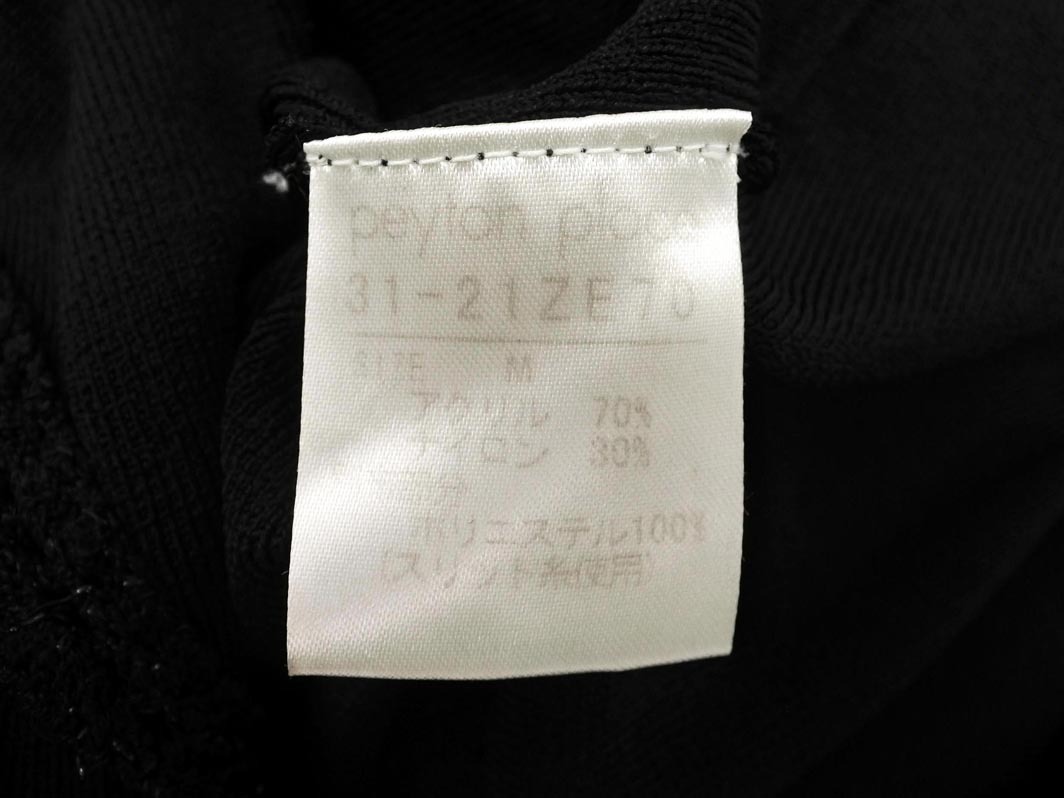 peyton place
31-21ZE70
SIZE M
アクリル 70%
ナイロン 30%
ポリエステル100%
(スリット糸使用)